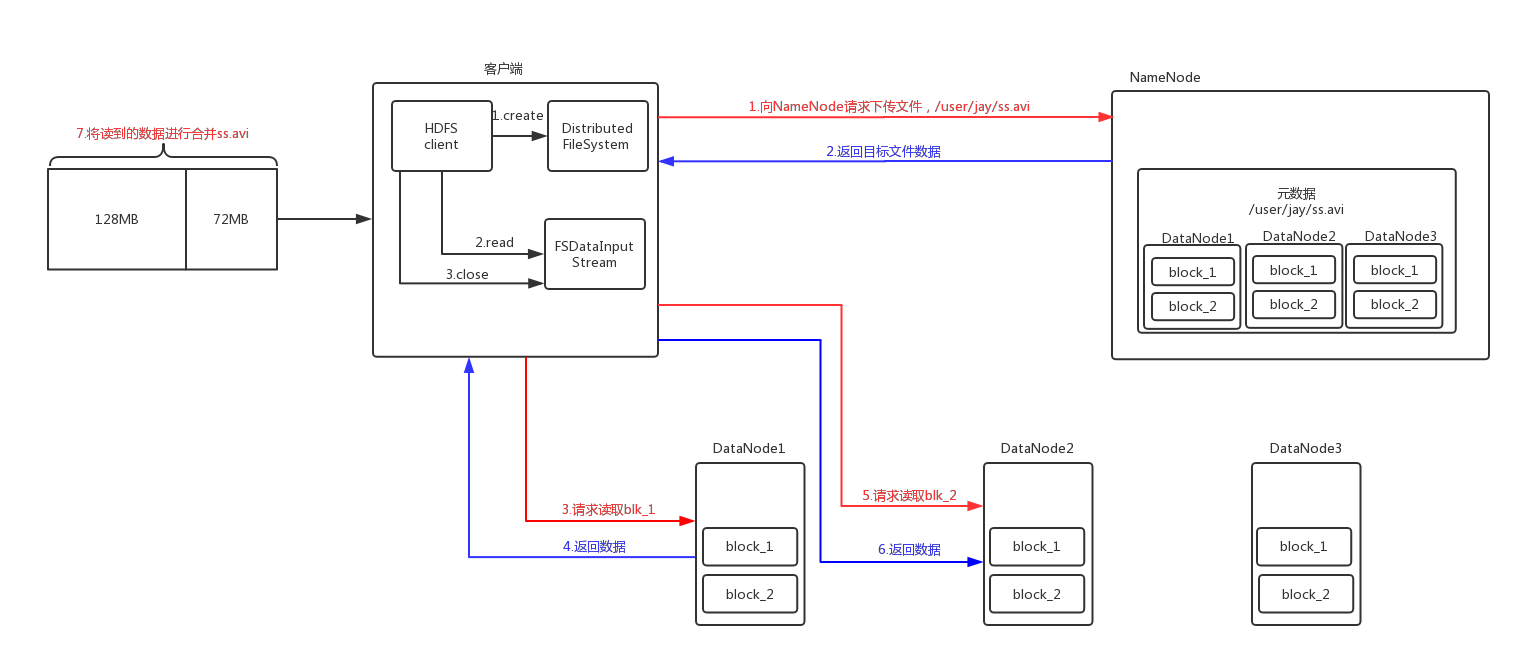 客户端
NameNode
1.向NameNode请求下传文件，/user/jay/ss.avi
2.返回目标文件数据
7.将读到的数据进行合并ss.avi
128MB
72MB
HDFS
client
1.create
Distributed
FileSystem
2.read
3.close
FSDataInput
Stream
元数据
/user/jay/ss.avi
DataNode1
block_1
block_2
DataNode2
block_1
block_2
DataNode3
block_1
block_2
3.请求读取blk_1
4.返回数据
5.请求读取blk_2
6.返回数据
DataNode1
block_1
block_2
DataNode2
block_1
block_2
DataNode3
block_1
block_2